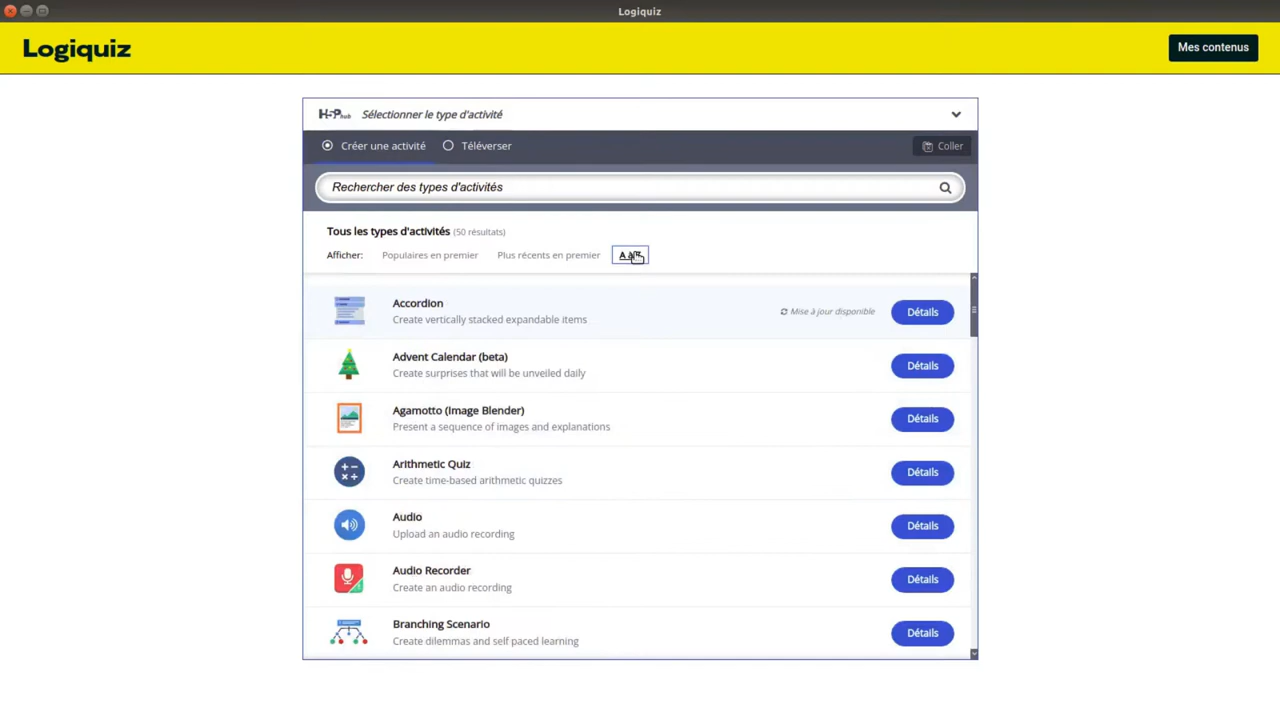 Logiquiz
Logiquiz
Mes contenus
H5P hub Sélectionner le type d'activité
Créer une activité
Téléverser
Coller
Rechercher des types d'activités
Tous les types d'activités (50 résultats)
Afficher: Populaires en premier Plus récents en premier
Accordion
Create vertically stacked expandable items
Mise à jour disponible
Détails
Advent Calendar (beta)
Create surprises that will be unveiled daily
Détails
Agamotto (Image Blender)
Present a sequence of images and explanations
Détails
Arithmetic Quiz
Create time-based arithmetic quizzes
Détails
Audio
Upload an audio recording
Détails
Audio Recorder
Create an audio recording
Détails
Branching Scenario
Create dilemmas and self paced learning
Détails